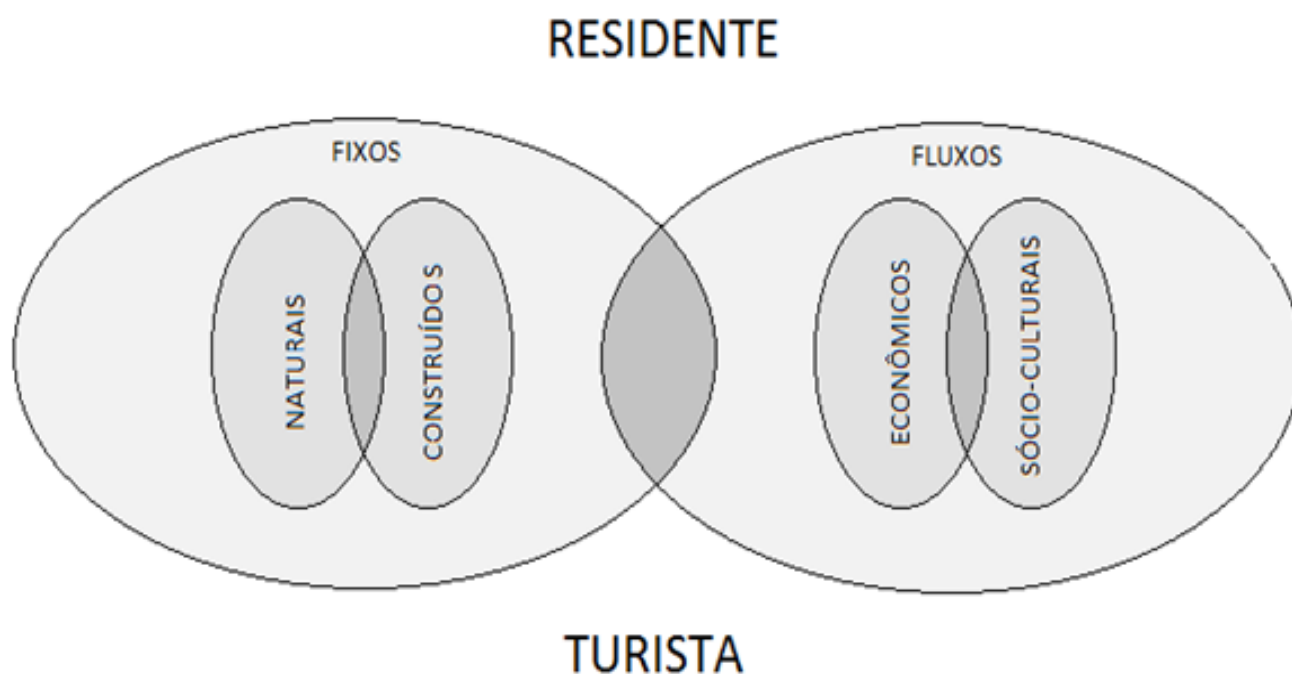 RESIDENTE
FIXOS
FLUXOS
NATURAIS
CONSTRUÍDOS
ECONÔMICOS
SÓCIO-CULTURAIS
TURISTA